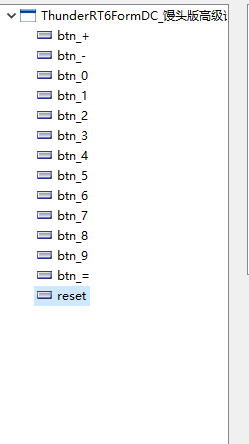 ThunderRT6FormDC_馒头版高级
btn_+
btn_-
btn_0
btn_1
btn_2
btn_3
btn_4
btn_5
btn_6
btn_7
btn_8
btn_9
btn_=
reset